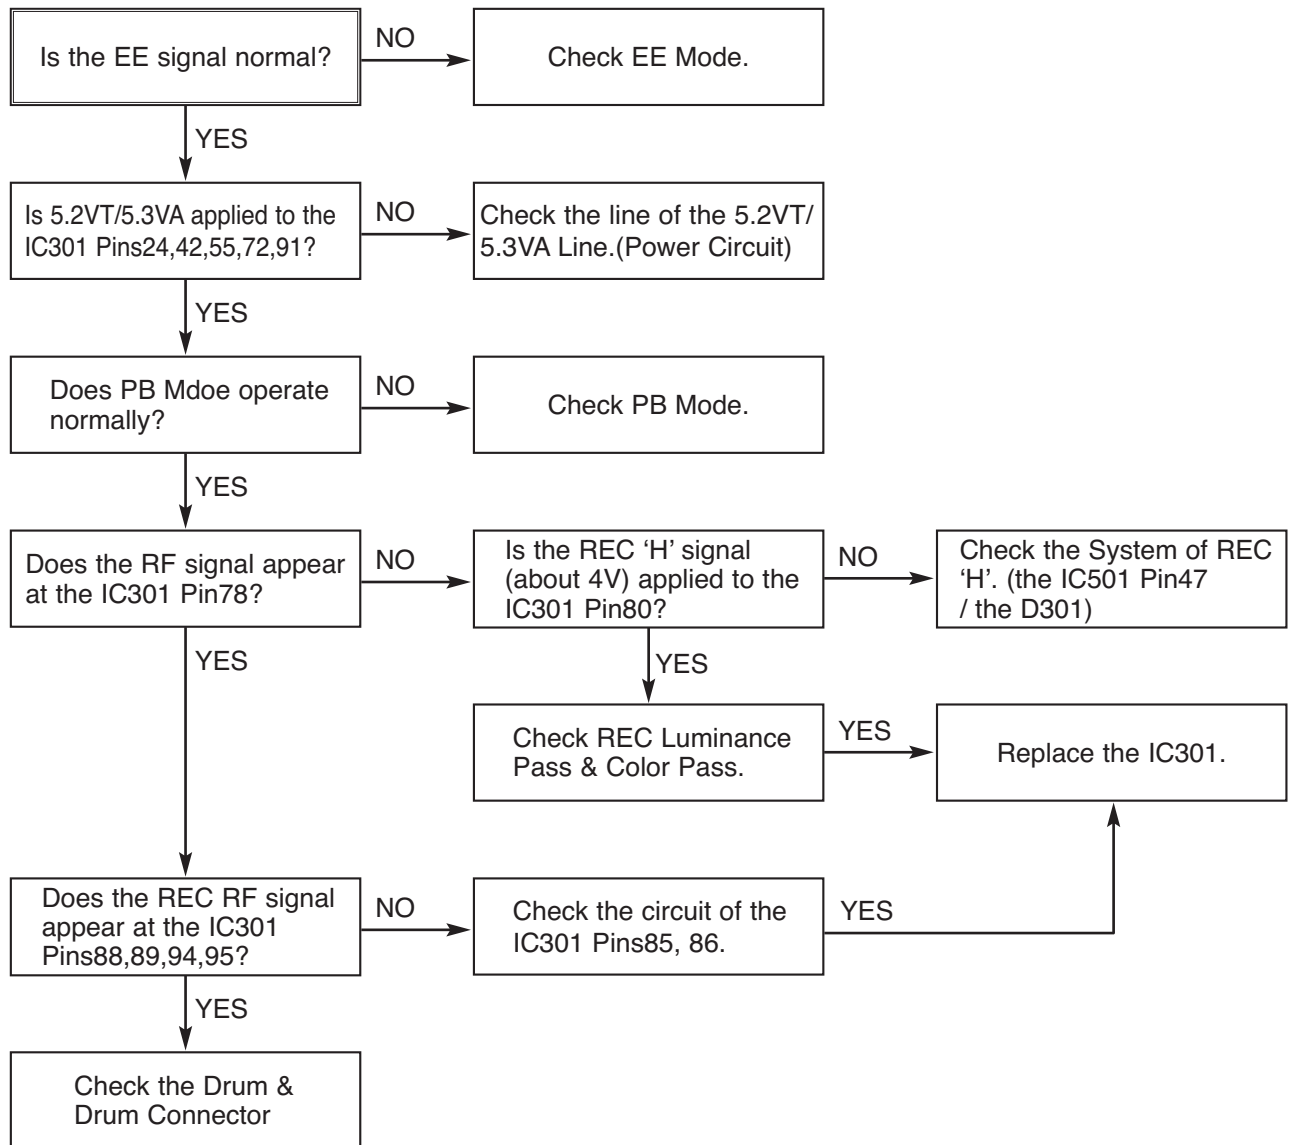 Is the EE signal normal?
NO
Check EE Mode.
YES
Is 5.2VT/5.3VA applied to the
IC301 Pins24,42,55,72,91?
NO
Check the line of the 5.2VT/
5.3VA Line.(Power Circuit)
YES
Does PB Mdoe operate
normally?
NO
Check PB Mode.
YES
Does the RF signal appear
at the IC301 Pin78?
NO
Is the REC ‘H’ signal
(about 4V) applied to the
IC301 Pin80?
NO
Check the System of REC
‘H’. (the IC501 Pin47
/ the D301)
YES
YES
Check REC Luminance
Pass & Color Pass.
YES
Replace the IC301.
Does the REC RF signal
appear at the IC301
Pins88,89,94,95?
NO
Check the circuit of the
IC301 Pins85, 86.
YES
YES
Check the Drum &
Drum Connector